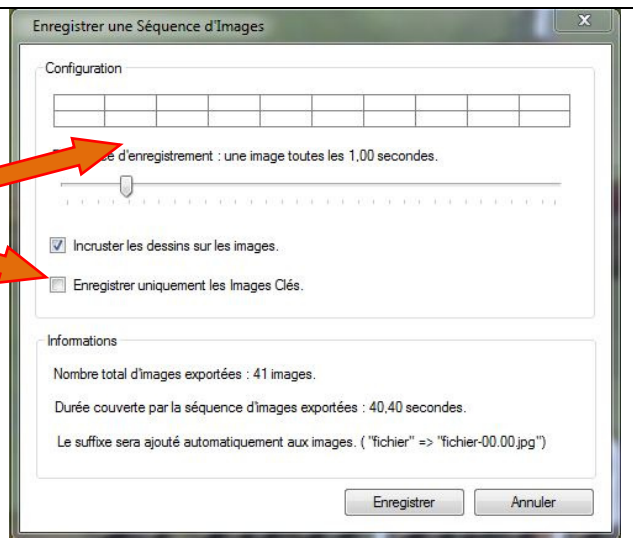 Enregistrer une Séquence d'Images
Configuration
d'enregistrement : une image toutes les 1,00 secondes.
Incruster les dessins sur les images.
Enregistrer uniquement les Images Clés.
Informations
Nombre total d'images exportées : 41 images.
Durée couverte par la séquence d'images exportées : 40,40 secondes.
Le suffixe sera ajouté automatiquement aux images. ( "fichier" => "fichier-00.00.jpg")
Enregistrer Annuler